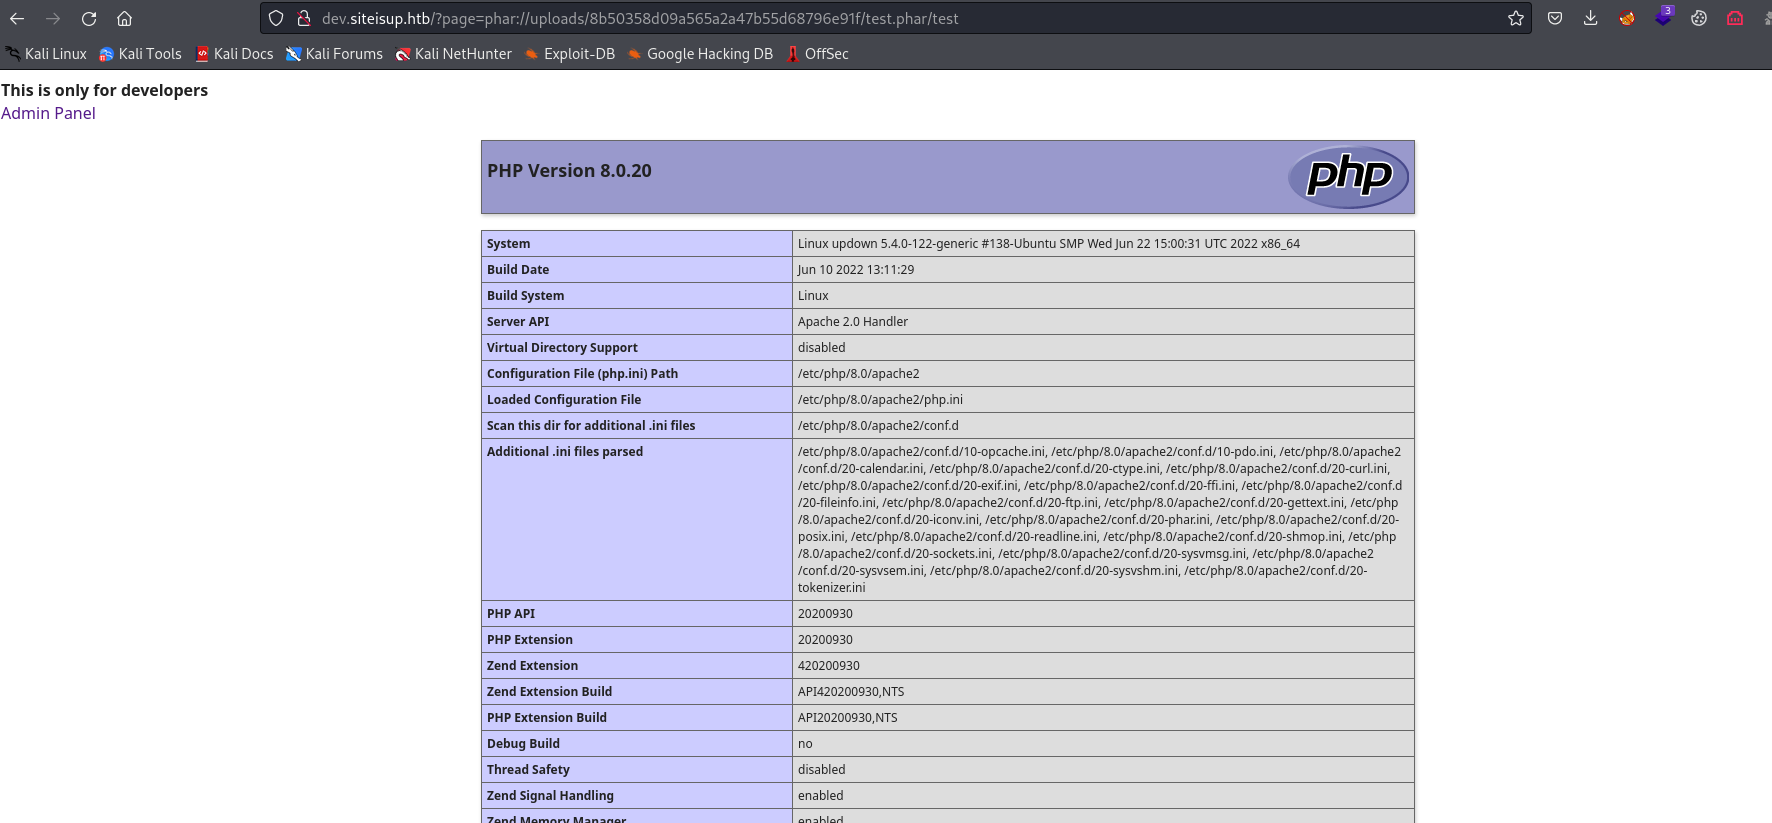 dev.siteisup.htb/?page=phar://uploads/8b50358d09a565a2a47b55d68796e91f/test.phar/test
3
Kali Linux Kali Tools Kali Docs Kali Forums Kali NetHunter Exploit-DB Google Hacking DB OffSec
This is only for developers
Admin Panel
PHP Version 8.0.20
php
System Linux updown 5.4.0-122-generic #138-Ubuntu SMP Wed Jun 22 15:00:31 UTC 2022 x86_64
Build Date Jun 10 2022 13:11:29
Build System Linux
Server API Apache 2.0 Handler
Virtual Directory Support disabled
Configuration File (php.ini) Path /etc/php/8.0/apache2
Loaded Configuration File /etc/php/8.0/apache2/php.ini
Scan this dir for additional .ini files /etc/php/8.0/apache2/conf.d
Additional .ini files parsed /etc/php/8.0/apache2/conf.d/10-opcache.ini, /etc/php/8.0/apache2/conf.d/10-pdo.ini, /etc/php/8.0/apache2
/conf.d/20-calendar.ini, /etc/php/8.0/apache2/conf.d/20-ctype.ini, /etc/php/8.0/apache2/conf.d/20-curl.ini,
/etc/php/8.0/apache2/conf.d/20-exif.ini, /etc/php/8.0/apache2/conf.d/20-ffi.ini, /etc/php/8.0/apache2/conf.d
/20-fileinfo.ini, /etc/php/8.0/apache2/conf.d/20-ftp.ini, /etc/php/8.0/apache2/conf.d/20-gettext.ini, /etc/php
/8.0/apache2/conf.d/20-iconv.ini, /etc/php/8.0/apache2/conf.d/20-phar.ini, /etc/php/8.0/apache2/conf.d/20-
posix.ini, /etc/php/8.0/apache2/conf.d/20-readline.ini, /etc/php/8.0/apache2/conf.d/20-shmop.ini, /etc/php
/8.0/apache2/conf.d/20-sockets.ini, /etc/php/8.0/apache2/conf.d/20-sysvmsg.ini, /etc/php/8.0/apache2
/conf.d/20-sysvsem.ini, /etc/php/8.0/apache2/conf.d/20-sysvshm.ini, /etc/php/8.0/apache2/conf.d/20-
tokenizer.ini
PHP API 20200930
PHP Extension 20200930
Zend Extension 420200930
Zend Extension Build API420200930,NTS
PHP Extension Build API20200930,NTS
Debug Build no
Thread Safety disabled
Zend Signal Handling enabled
Zend Memory Manager enabled